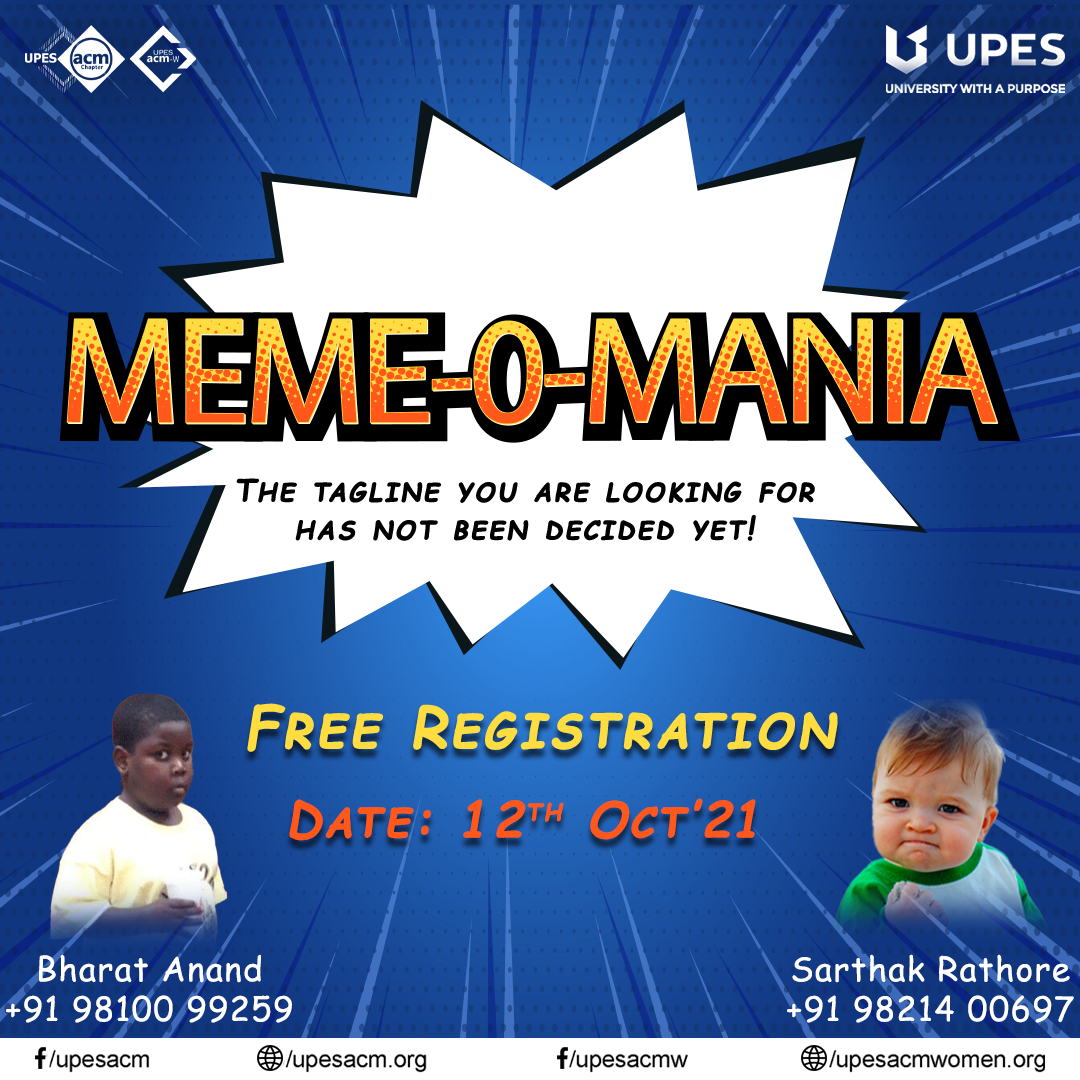 UPES acm Chapter
UPES acm-w
UPES
UNIVERSITY WITH A PURPOSE
MEME-O-MANIA
THE TAGLINE YOU ARE LOOKING FOR
HAS NOT BEEN DECIDED YET!
FREE REGISTRATION
DATE: 12TH OCT'21
Bharat Anand
+91 98100 99259
Sarthak Rathore
+91 98214 00697
f/upesacm
/upesacm.org
f/upesacmw
/upesacmwomen.org